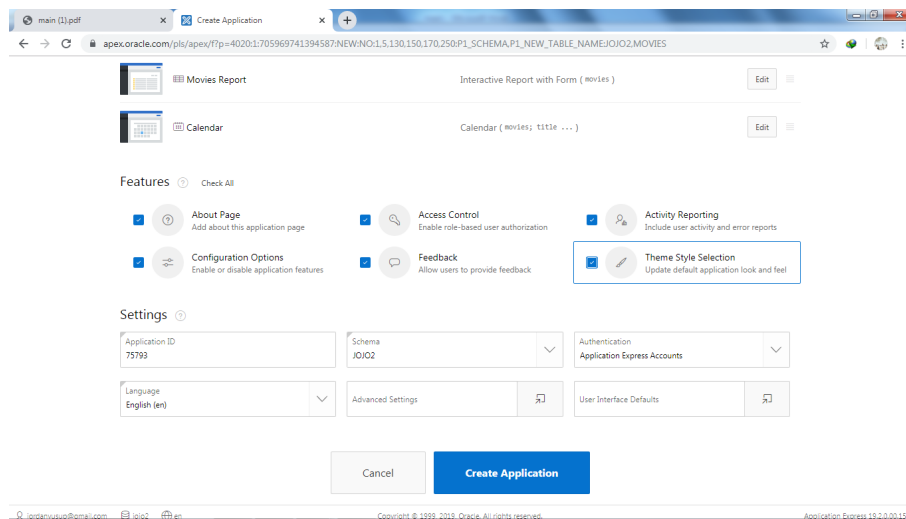 main (1).pdf
Create Application
apex.oracle.com/pls/apex/f?p=4020:1:705969741394587:NEW:NO:1,5,130,150,170,250:P1_SCHEMA,P1_NEW_TABLE_NAME:JOJO2,MOVIES
Movies Report Interactive Report with Form ( movies ) Edit
Calendar Calendar ( movies; title ... ) Edit
Features Check All
About Page Access Control Activity Reporting
Add about this application page Enable role-based user authorization Include user activity and error reports
Configuration Options Feedback Theme Style Selection
Enable or disable application features Allow users to provide feedback Update default application look and feel
Settings
Application ID Schema Authentication
75793 JOJO2 Application Express Accounts
Language Advanced Settings User Interface Defaults
English (en)
Cancel Create Application
jordanyusup@gmail.com jojo2 en Copyright © 1999, 2019, Oracle. All rights reserved. Application Express 19.2.0.00.15